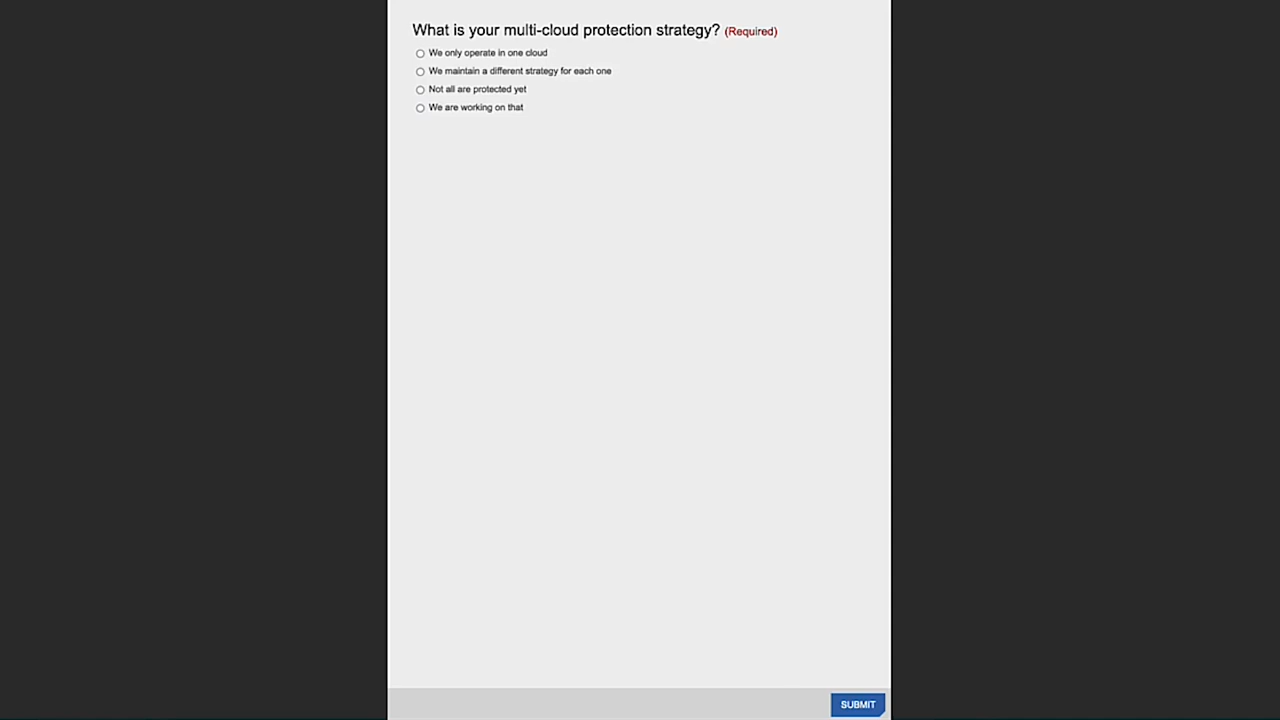 What is your multi-cloud protection strategy? (Required)
We only operate in one cloud
We maintain a different strategy for each one
Not all are protected yet
We are working on that
SUBMIT